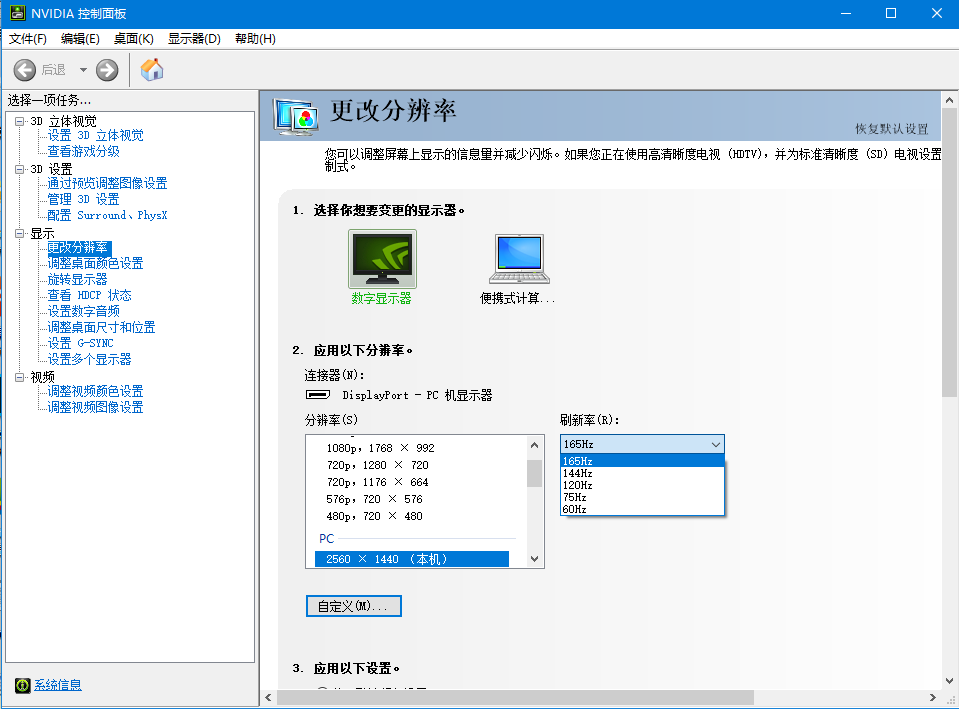 NVIDIA 控制面板
文件(F) 编辑(E) 桌面(K) 显示器(D) 帮助(H)
后退
选择一项任务...
3D 立体视觉
设置 3D 立体视觉
查看游戏分级
3D 设置
通过预览调整图像设置
管理 3D 设置
配置 Surround、PhysX
显示
更改分辨率
调整桌面颜色设置
旋转显示器
查看 HDCP 状态
设置数字音频
调整桌面尺寸和位置
设置 G-SYNC
设置多个显示器
视频
调整视频颜色设置
调整视频图像设置
系统信息
更改分辨率
恢复默认设置
您可以调整屏幕上显示的信息量并减少闪烁。如果您正在使用高清晰度电视 (HDTV)，并为标准清晰度 (SD) 电视设置
制式。
1. 选择你想要变更的显示器。
数字显示器 便携式计算...
2. 应用以下分辨率。
连接器(N):
DisplayPort - PC 机显示器
分辨率(S)
1080p，1768 × 992
720p，1280 × 720
720p，1176 × 664
576p，720 × 576
480p，720 × 480
PC
2560 × 1440 (本机)
刷新率(R):
165Hz
165Hz
144Hz
120Hz
75Hz
60Hz
自定义(M)...
3. 应用以下设置。